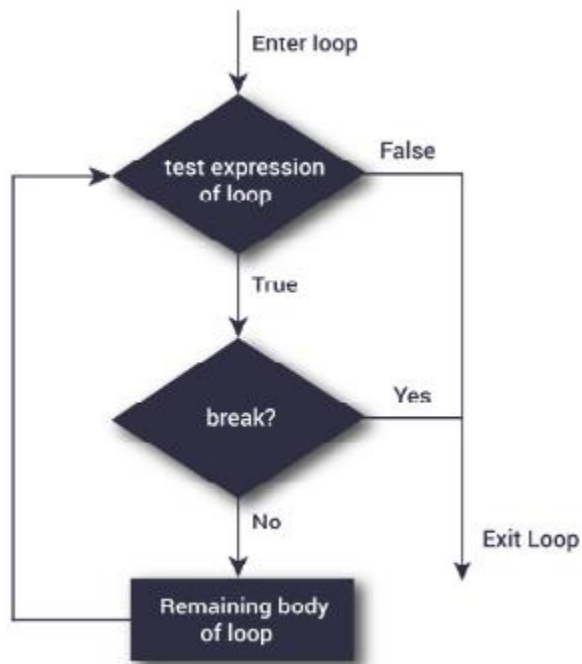 Enter loop
test expression
of loop
False
True
break?
Yes
No
Exit Loop
Remaining body
of loop